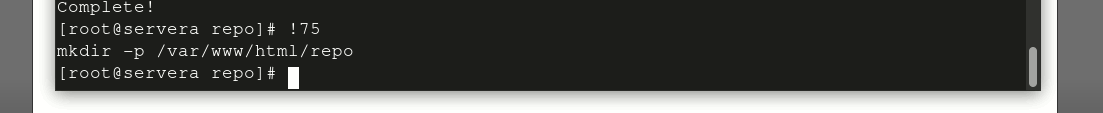 Complete!
[root@servera repo]# !75
mkdir -p /var/www/html/repo
[root@servera repo]#